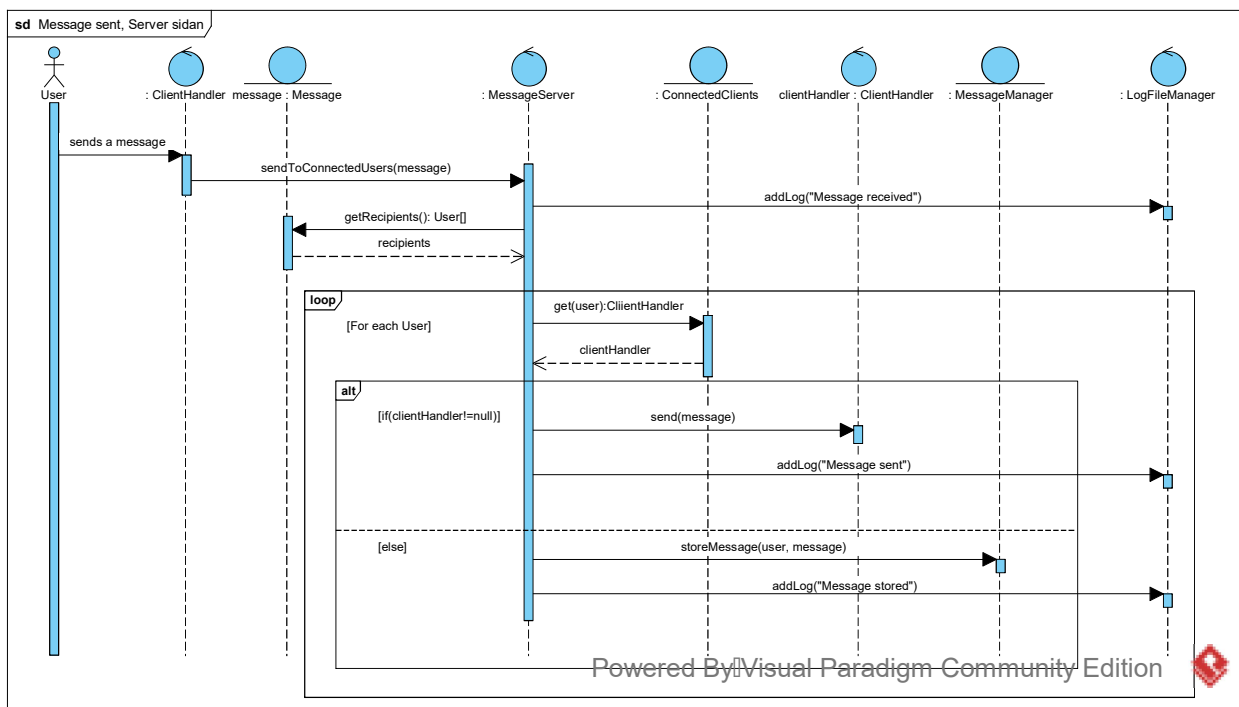 sd Message sent, Server sidan
User
: ClientHandler
message : Message
: MessageServer
: ConnectedClients
clientHandler : ClientHandler
: MessageManager
: LogFileManager
sends a message
sendToConnectedUsers(message)
addLog("Message received")
getRecipients(): User[]
recipients
loop
get(user):CliientHandler
[For each User]
clientHandler
alt
[if(clientHandler!=null)]
send(message)
addLog("Message sent")
[else]
storeMessage(user, message)
addLog("Message stored")
Powered By Visual Paradigm Community Edition